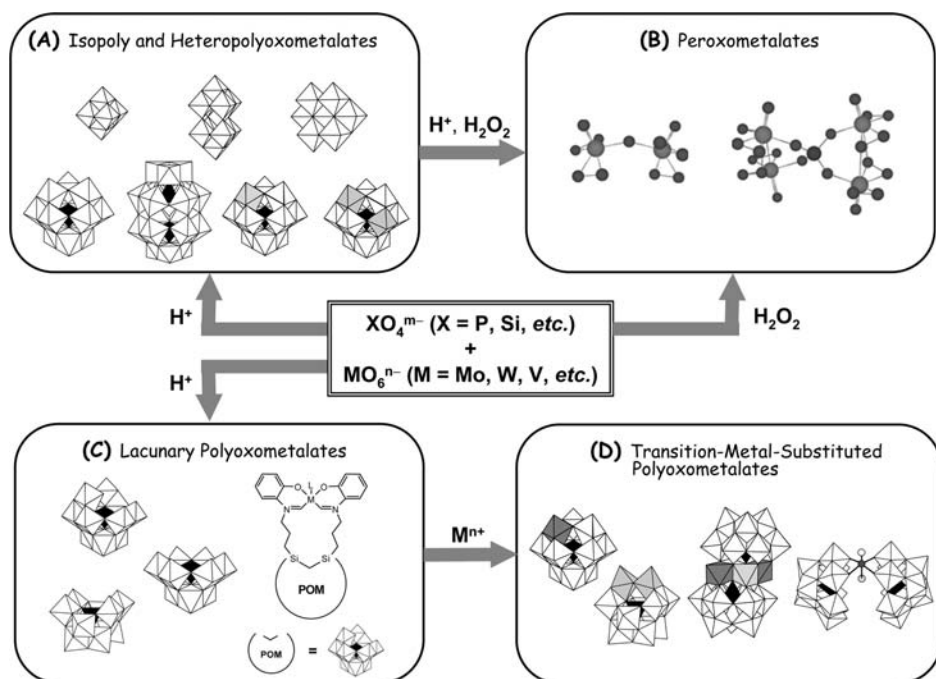 (A) Isopoly and Heteropolyoxometalates
(B) Peroxometalates
H⁺, H₂O₂
H⁺
XO₄ᵐ⁻ (X = P, Si, etc.)
+
MO₆ⁿ⁻ (M = Mo, W, V, etc.)
H₂O₂
H⁺
(C) Lacunary Polyoxometalates
O L O
M
N N
Si Si
POM
POM =
Mⁿ⁺
(D) Transition-Metal-Substituted
Polyoxometalates